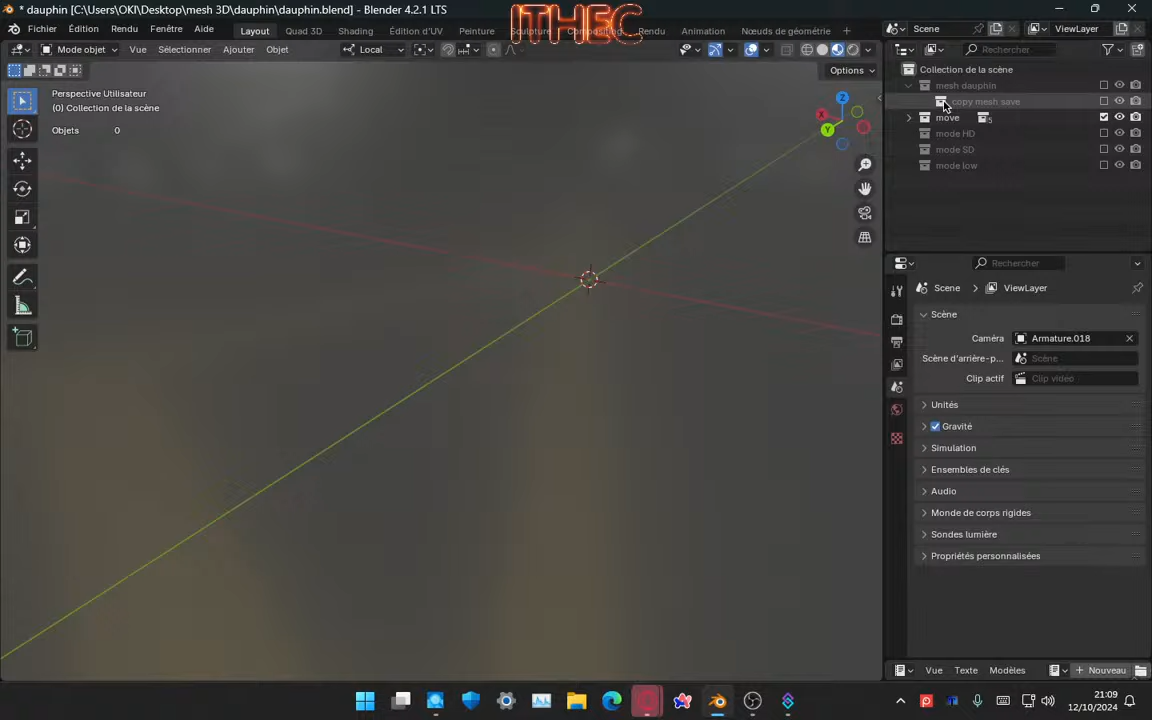 * dauphin [C:\Users\OKI\Desktop\mesh 3D\dauphin\dauphin.blend] - Blender 4.2.1 LTS
ITHEC
Fichier Édition Rendu Fenêtre Aide Layout Quad 3D Shading Édition d'UV Peinture Sculpture Compositing Rendu Animation Nœuds de géométrie + Scene ViewLayer
Mode objet Vue Sélectionner Ajouter Objet Local Rechercher
Options
Perspective Utilisateur
(0) Collection de la scène
Objets 0
X
Y
Z
Collection de la scène
mesh dauphin
copy mesh save
move 5
mode HD
mode SD
mode low
Rechercher
Scene > ViewLayer
Scène
Caméra Armature.018
Scène d'arrière-p... Scène
Clip actif Clip vidéo
Unités
Gravité
Simulation
Ensembles de clés
Audio
Monde de corps rigides
Sondes lumière
Propriétés personnalisées
Vue Texte Modèles + Nouveau
21:09
12/10/2024